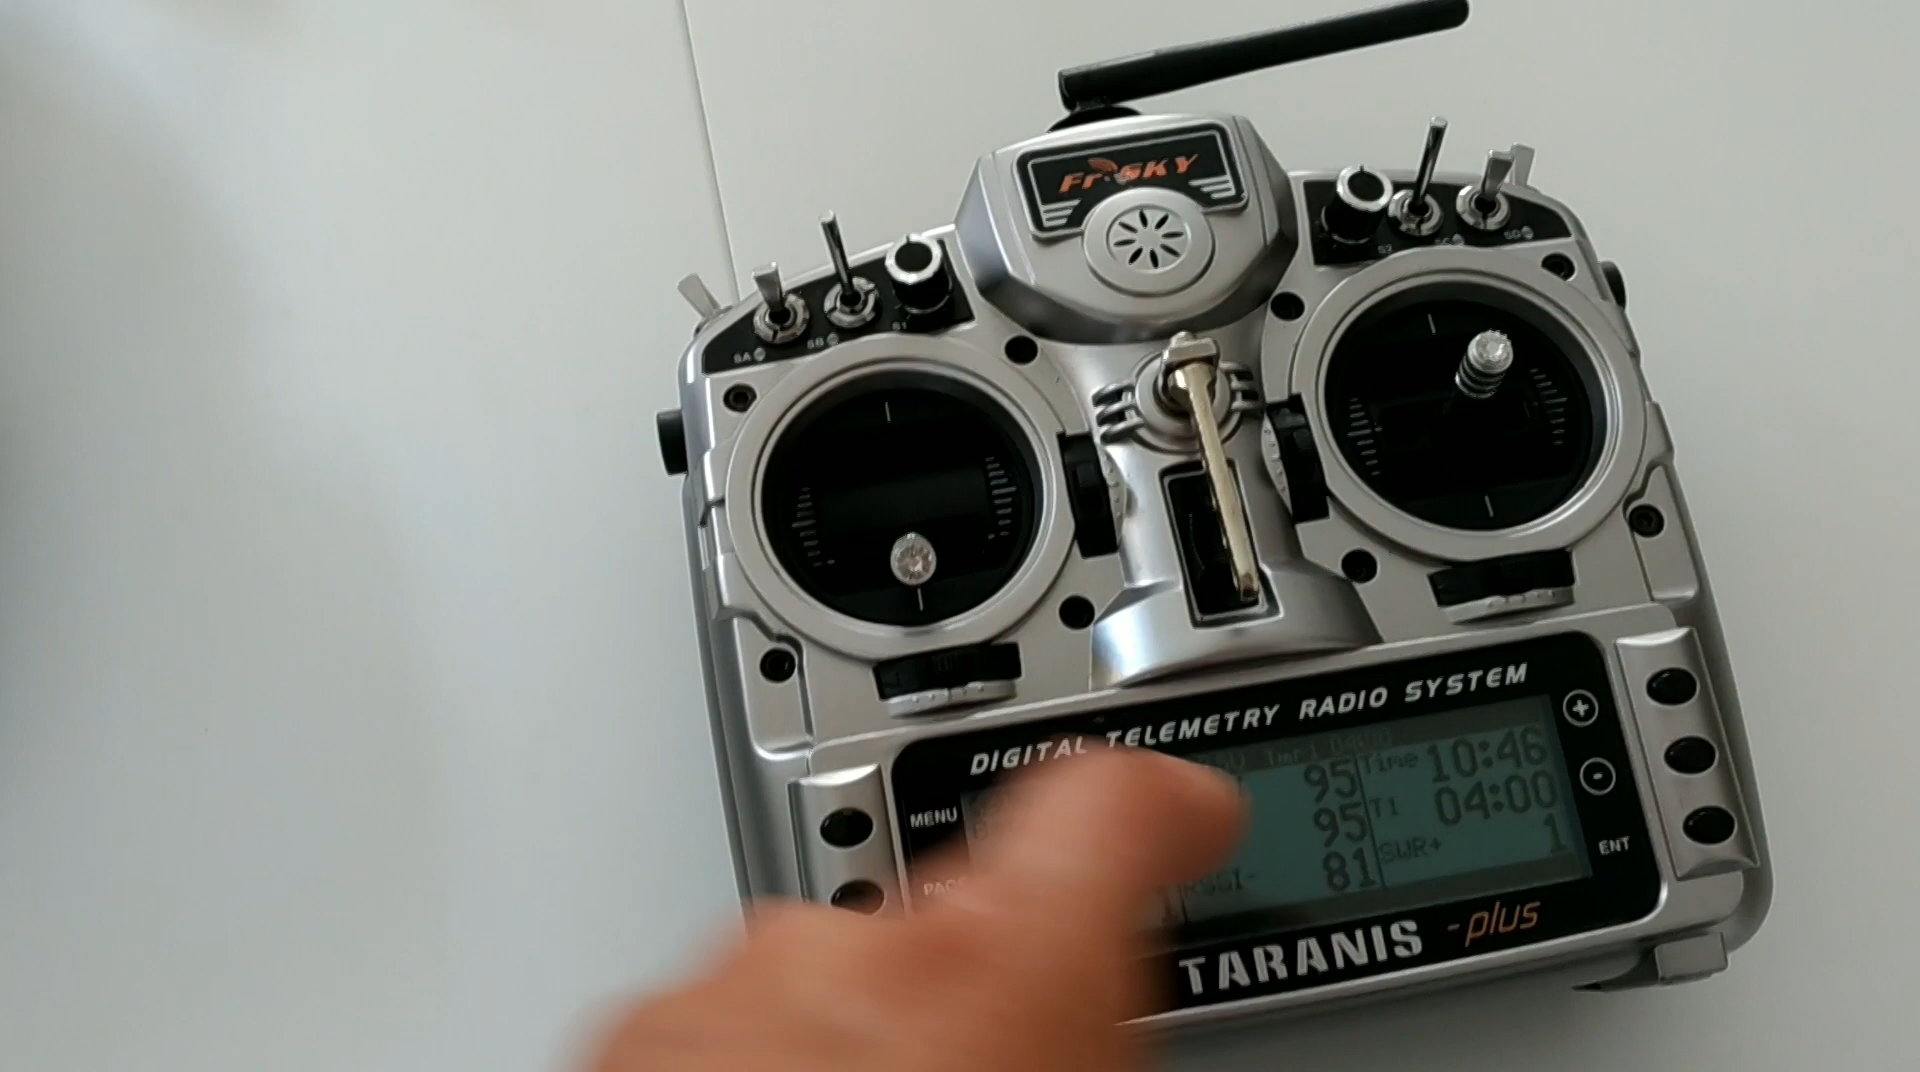 FrSKY
S2
SC
SD
S1
SA
SB
DIGITAL TELEMETRY RADIO SYSTEM
95 Time 10:46
95 T1 04:00
RSSI- 81 SWR+ 1
MENU
+
-
ENT
TARANIS -plus